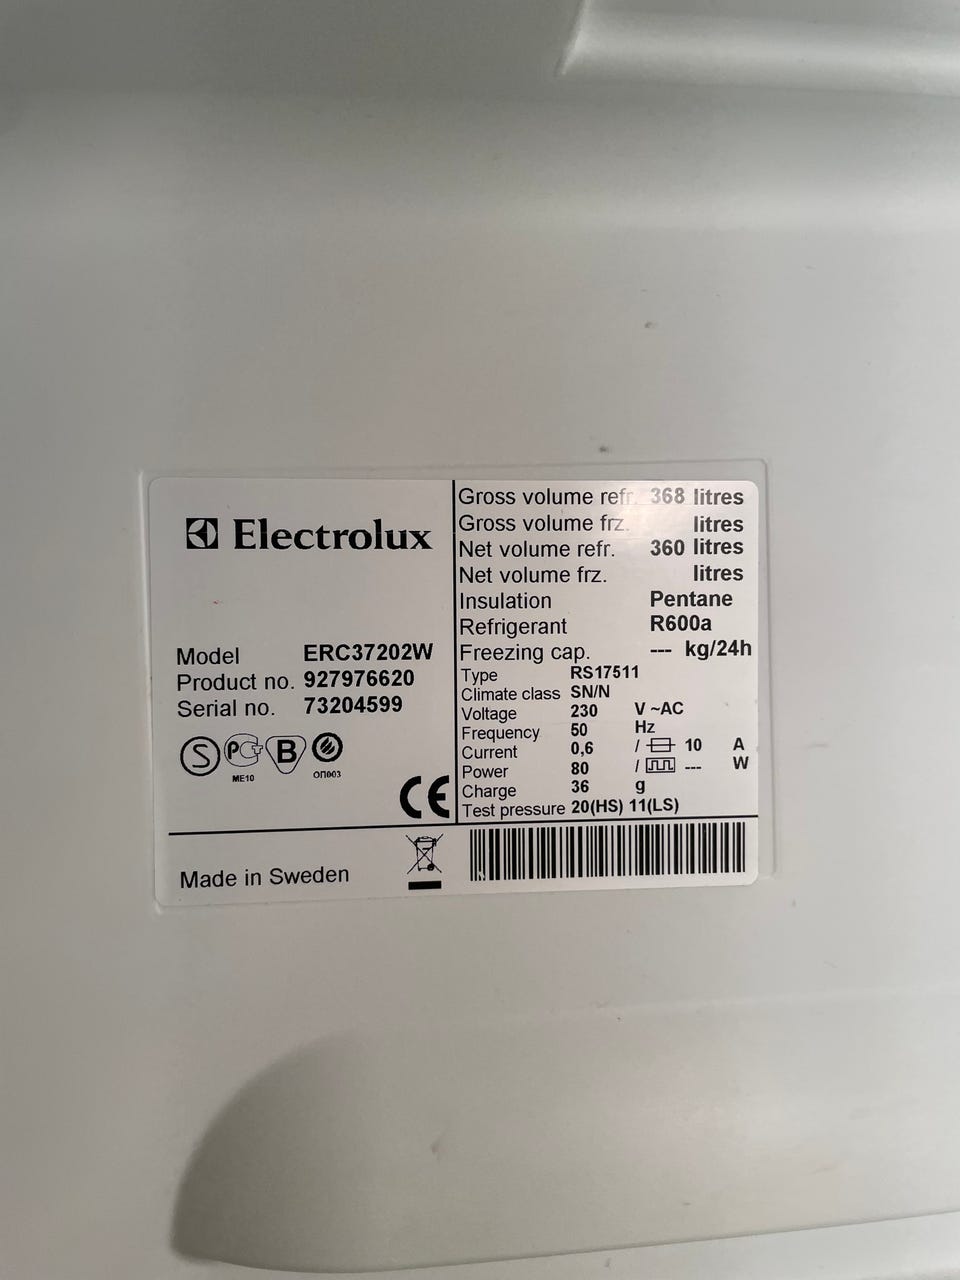 Electrolux
Model ERC37202W
Product no. 927976620
Serial no. 73204599
S PC B
ME10 ОП003
CE
Made in Sweden
Gross volume refr. 368 litres
Gross volume frz. litres
Net volume refr. 360 litres
Net volume frz. litres
Insulation Pentane
Refrigerant R600a
Freezing cap. --- kg/24h
Type RS17511
Climate class SN/N
Voltage 230 V ~AC
Frequency 50 Hz
Current 0,6 / 10 A
Power 80 / --- W
Charge 36 g
Test pressure 20(HS) 11(LS)